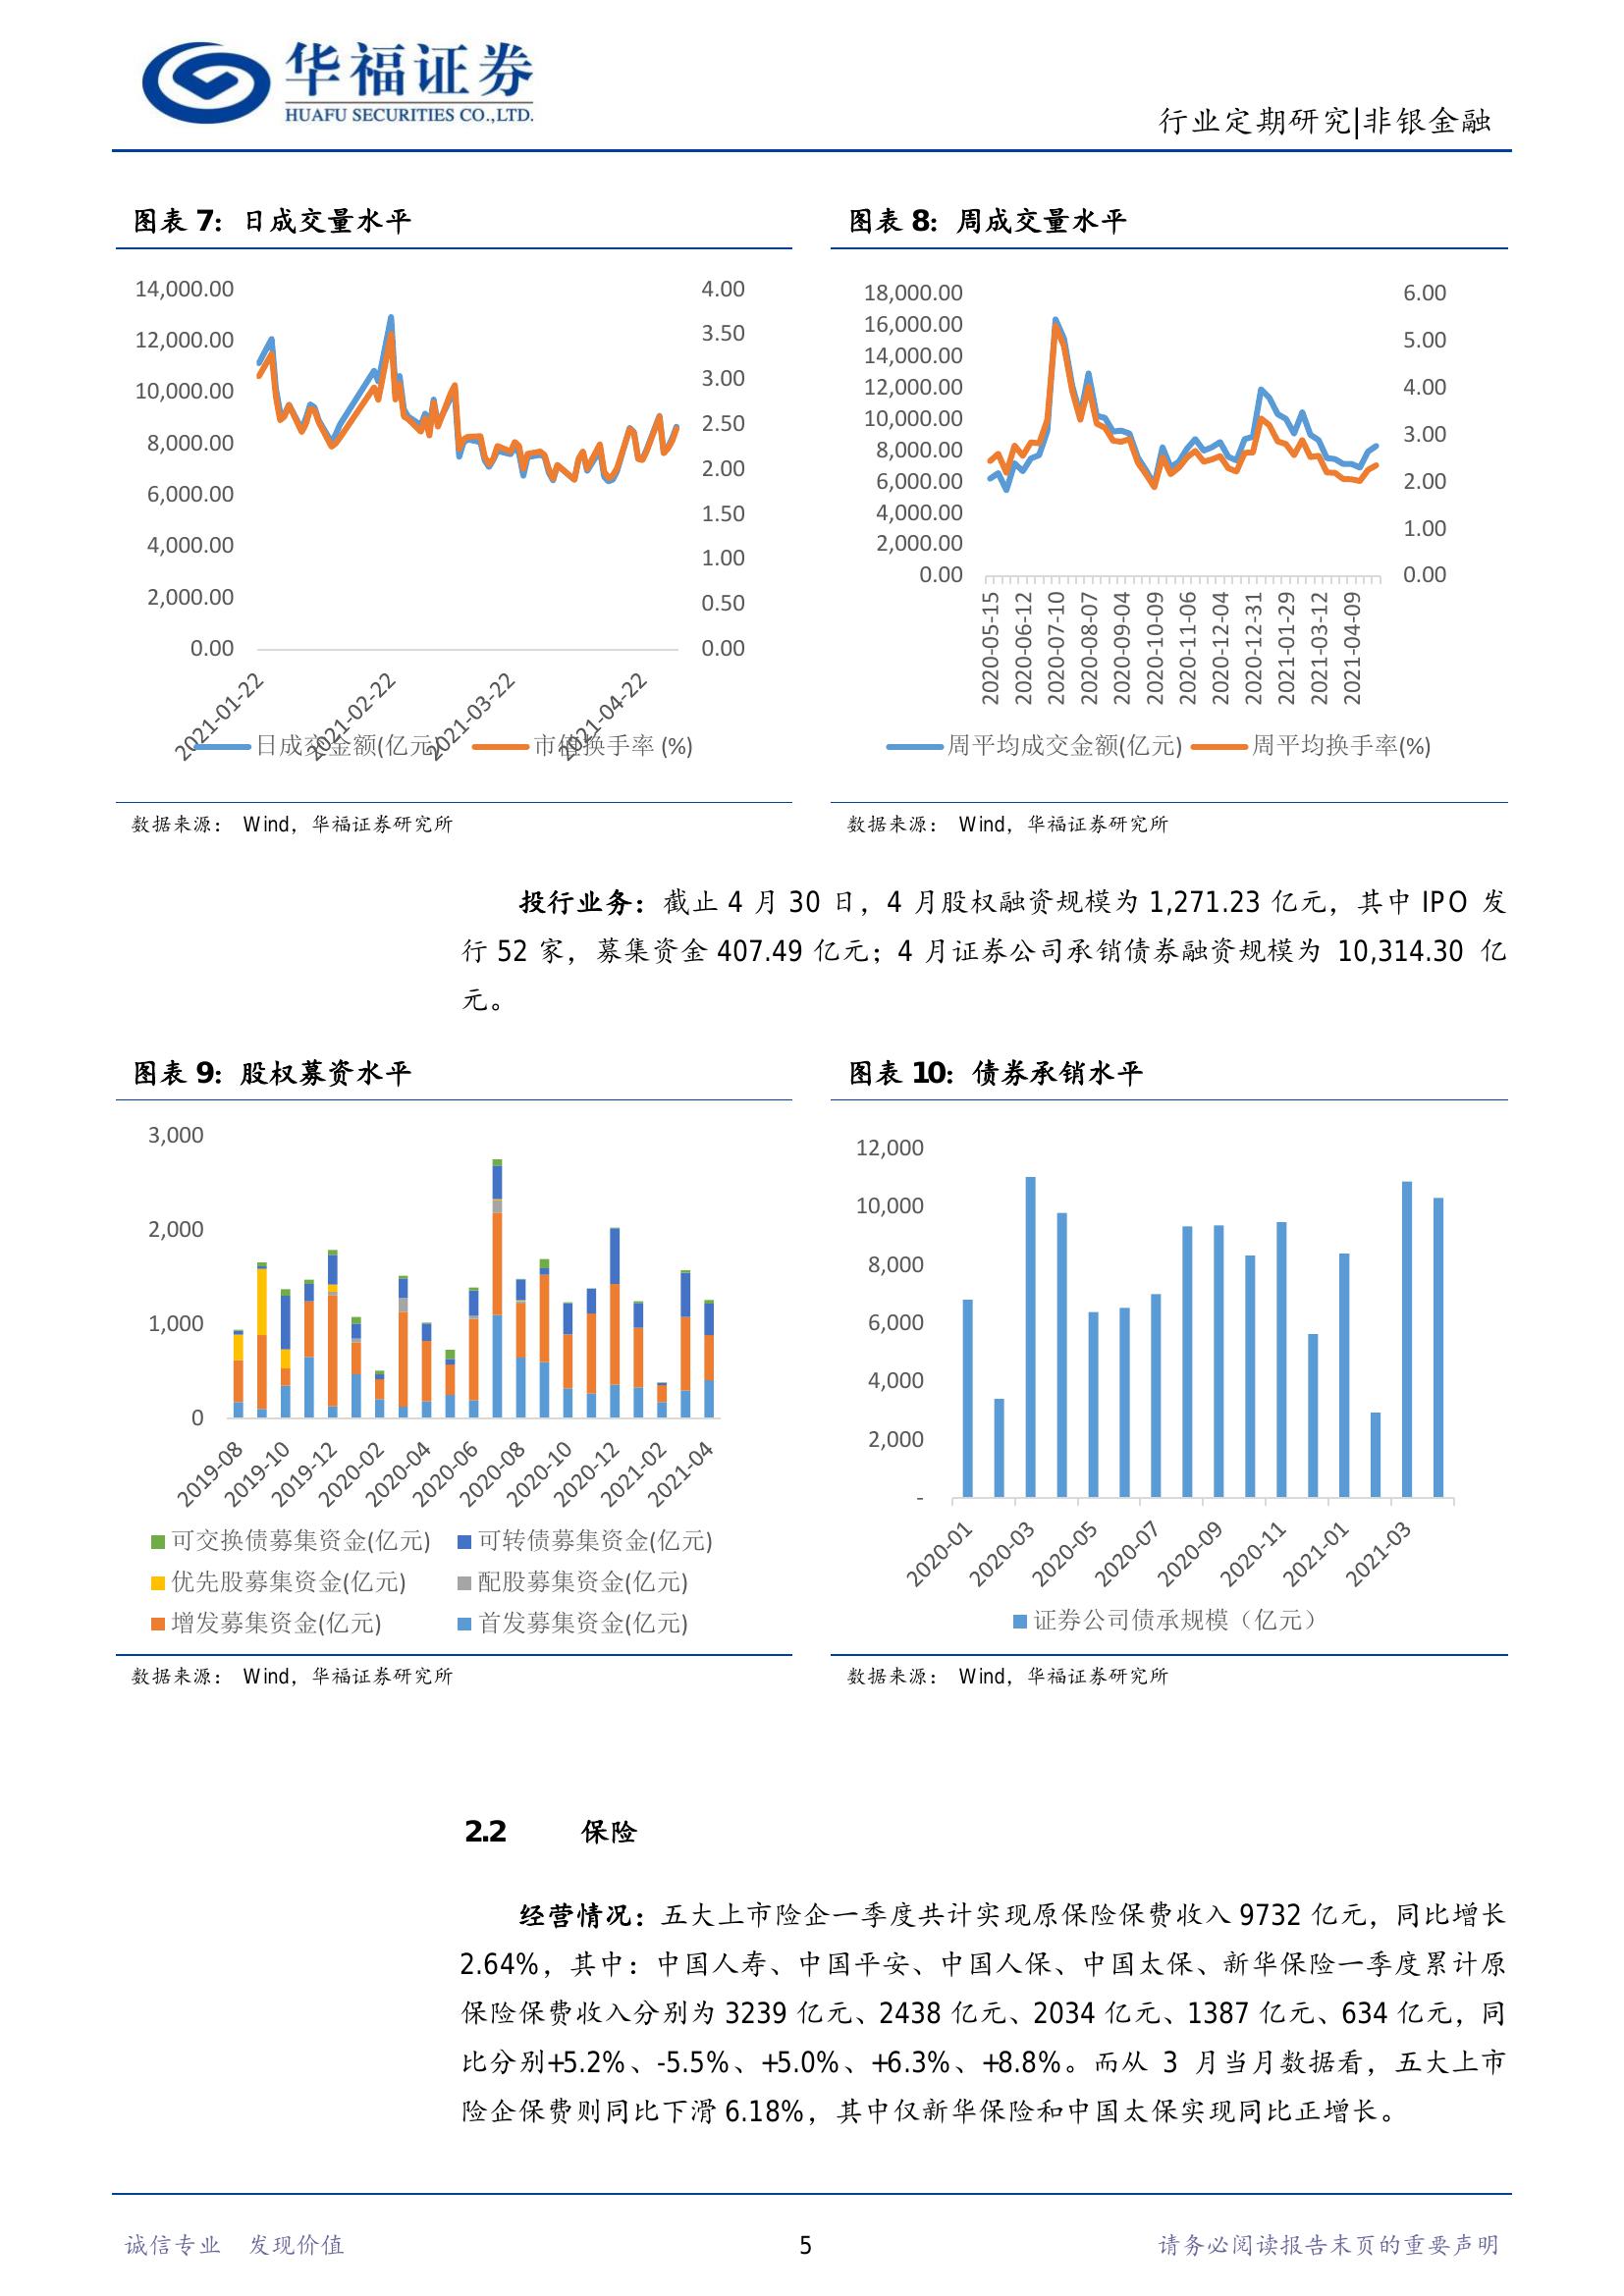 华福证券
HUAFU SECURITIES CO.,LTD.
行业定期研究|非银金融
图表 7：日成交量水平
14,000.00
12,000.00
10,000.00
8,000.00
6,000.00
4,000.00
2,000.00
0.00
4.00
3.50
3.00
2.50
2.00
1.50
1.00
0.50
0.00
2021-01-22
2021-02-22
2021-03-22
2021-04-22
日成交金额(亿元)
市值换手率 (%)
数据来源： Wind，华福证券研究所
图表 8：周成交量水平
18,000.00
16,000.00
14,000.00
12,000.00
10,000.00
8,000.00
6,000.00
4,000.00
2,000.00
0.00
6.00
5.00
4.00
3.00
2.00
1.00
0.00
2020-05-15
2020-06-12
2020-07-10
2020-08-07
2020-09-04
2020-10-09
2020-11-06
2020-12-04
2020-12-31
2021-01-29
2021-03-12
2021-04-09
周平均成交金额(亿元)
周平均换手率(%)
数据来源： Wind，华福证券研究所
投行业务：截止 4 月 30 日，4 月股权融资规模为 1,271.23 亿元，其中 IPO 发
行 52 家，募集资金 407.49 亿元；4 月证券公司承销债券融资规模为 10,314.30 亿
元。
图表 9：股权募资水平
3,000
2,000
1,000
0
2019-08
2019-10
2019-12
2020-02
2020-04
2020-06
2020-08
2020-10
2020-12
2021-02
2021-04
可交换债募集资金(亿元)
可转债募集资金(亿元)
优先股募集资金(亿元)
配股募集资金(亿元)
增发募集资金(亿元)
首发募集资金(亿元)
数据来源： Wind，华福证券研究所
图表 10：债券承销水平
12,000
10,000
8,000
6,000
4,000
2,000
-
2020-01
2020-03
2020-05
2020-07
2020-09
2020-11
2021-01
2021-03
证券公司债承规模（亿元）
数据来源： Wind，华福证券研究所
2.2 保险
经营情况：五大上市险企一季度共计实现原保险保费收入 9732 亿元，同比增长
2.64%，其中：中国人寿、中国平安、中国人保、中国太保、新华保险一季度累计原
保险保费收入分别为 3239 亿元、2438 亿元、2034 亿元、1387 亿元、634 亿元，同
比分别+5.2%、-5.5%、+5.0%、+6.3%、+8.8%。而从 3 月当月数据看，五大上市
险企保费则同比下滑 6.18%，其中仅新华保险和中国太保实现同比正增长。
诚信专业 发现价值
5
请务必阅读报告末页的重要声明